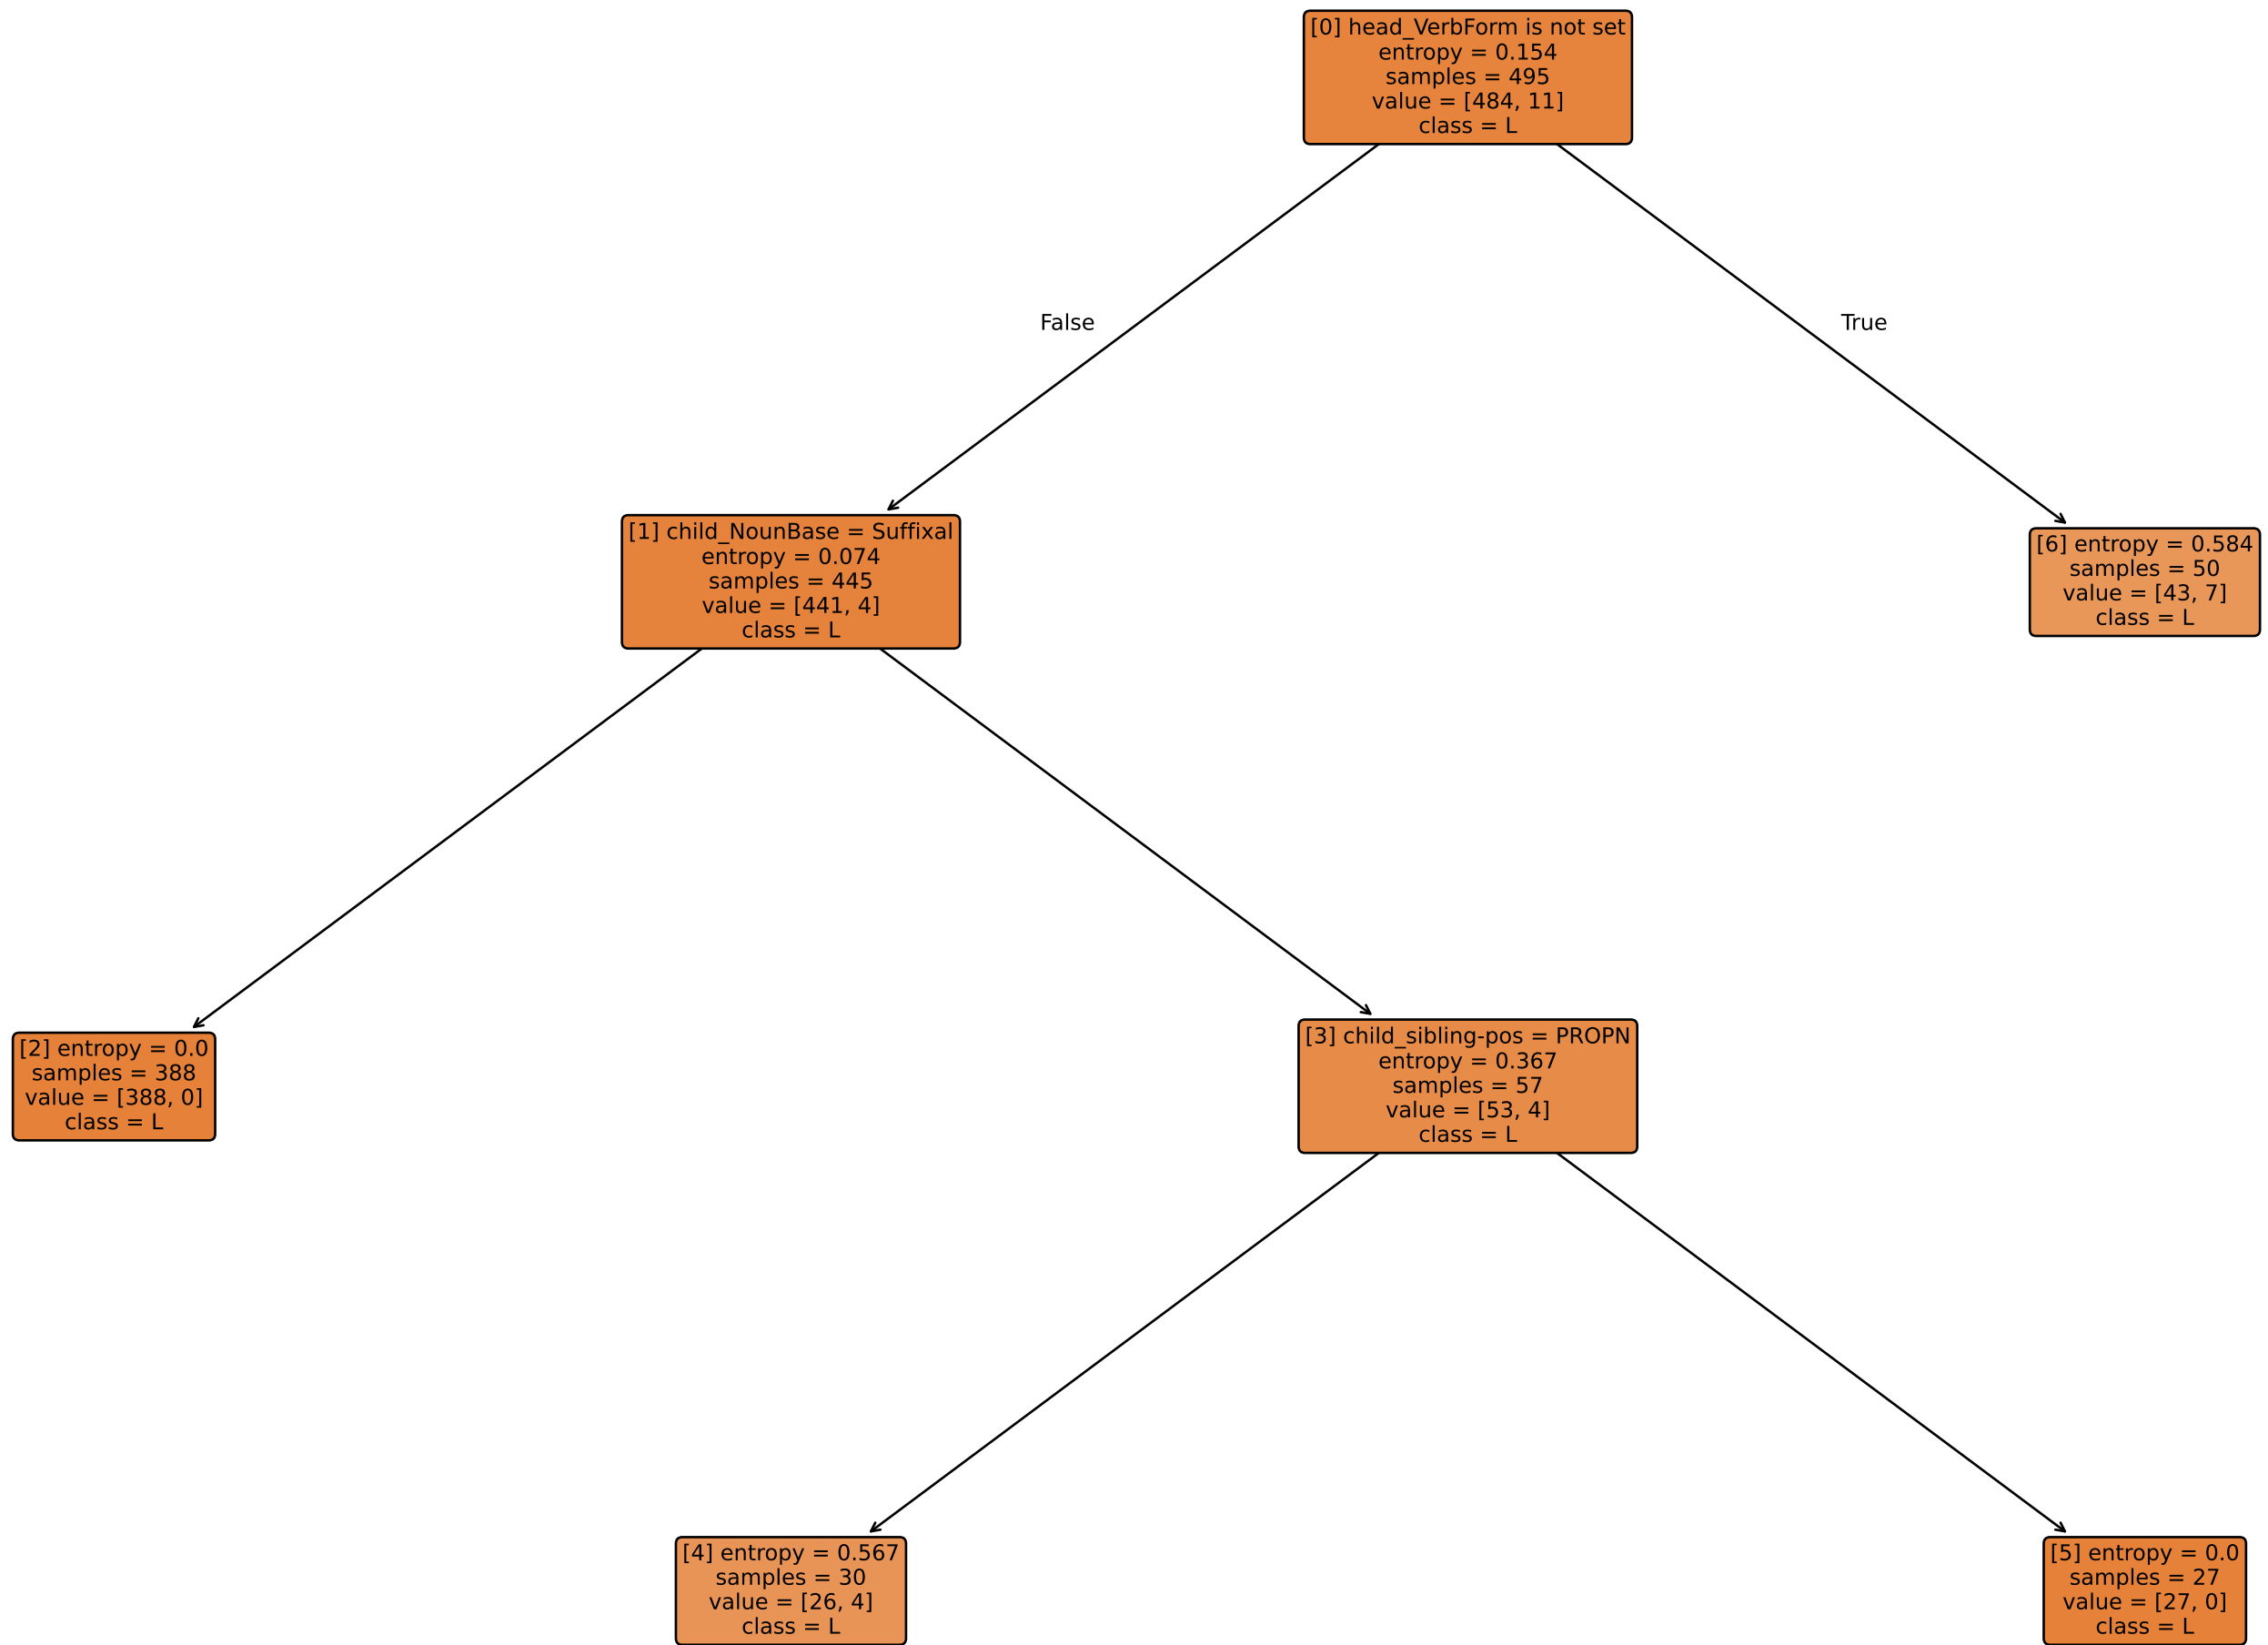 [0] head_VerbForm is not set
entropy = 0.154
samples = 495
value = [484, 11]
class = L
False
True
[1] child_NounBase = Suffixal
entropy = 0.074
samples = 445
value = [441, 4]
class = L
[6] entropy = 0.584
samples = 50
value = [43, 7]
class = L
[2] entropy = 0.0
samples = 388
value = [388, 0]
class = L
[3] child_sibling-pos = PROPN
entropy = 0.367
samples = 57
value = [53, 4]
class = L
[4] entropy = 0.567
samples = 30
value = [26, 4]
class = L
[5] entropy = 0.0
samples = 27
value = [27, 0]
class = L